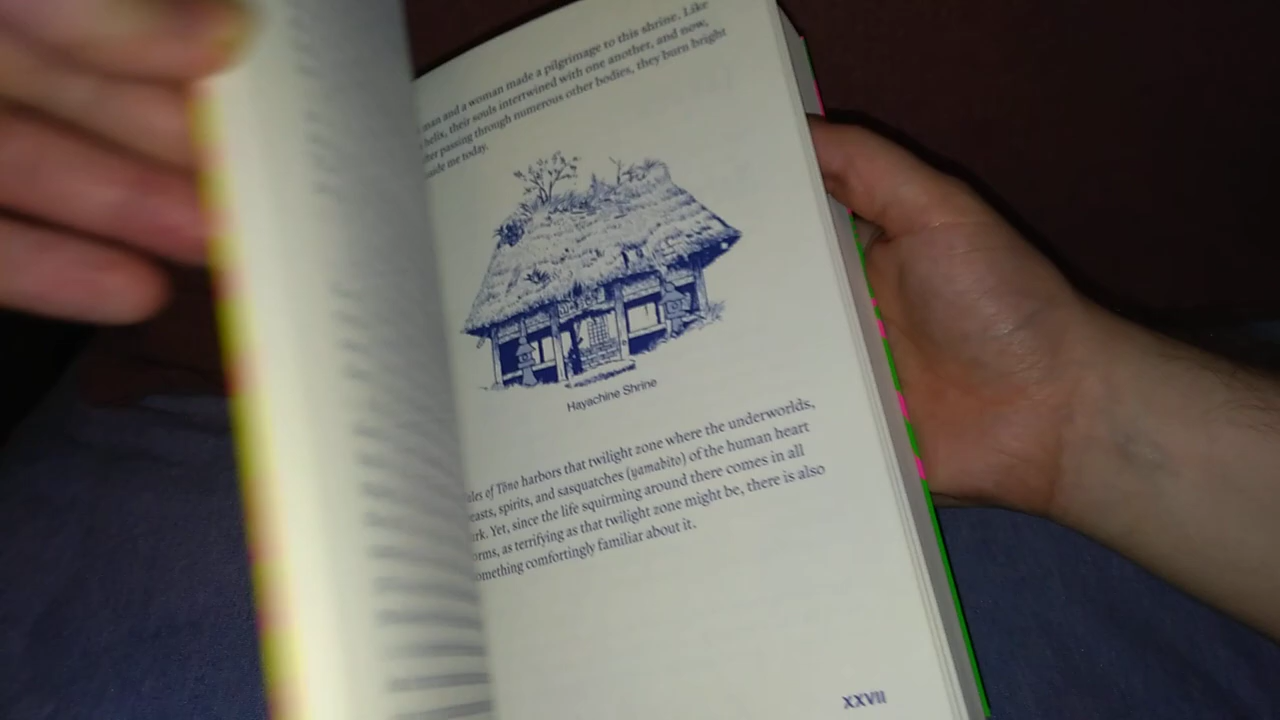 man and a woman made a pilgrimage to this shrine. Like
helix, their souls intertwined with one another, and now,
after passing through numerous other bodies, they burn bright
me today.
Hayachine Shrine
Tales of Tōno harbors that twilight zone where the underworlds,
beasts, spirits, and sasquatches (yamabito) of the human heart
Yet, since the life squirming around there comes in all
forms, as terrifying as that twilight zone might be, there is also
something comfortingly familiar about it.
XXVII